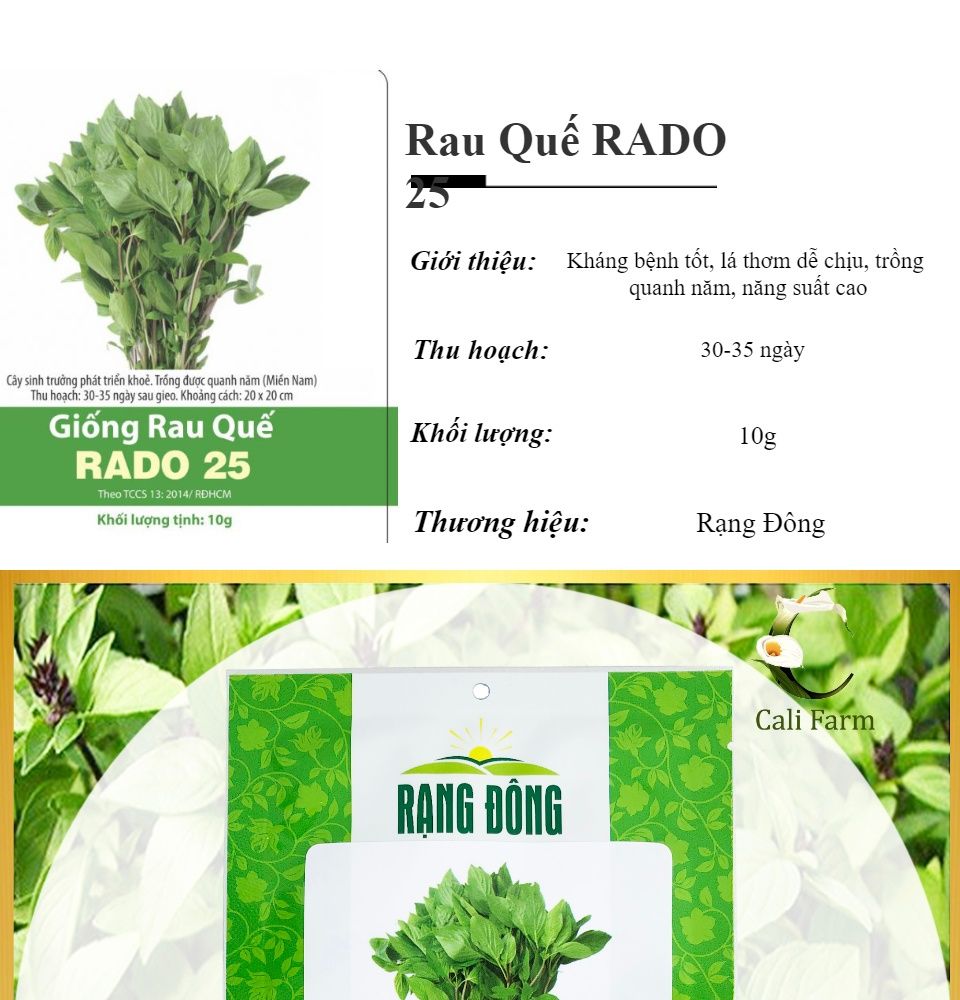 Rau Quế RADO
25
Giới thiệu:
Kháng bệnh tốt, lá thơm dễ chịu, trồng
quanh năm, năng suất cao
Thu hoạch:
30-35 ngày
Khối lượng:
10g
Thương hiệu:
Rạng Đông
Cây sinh trưởng phát triển khoẻ. Trồng được quanh năm (Miền Nam)
Thu hoạch: 30-35 ngày sau gieo. Khoảng cách: 20 x 20 cm
Giống Rau Quế
RADO 25
Theo TCCS 13: 2014/ RĐHCM
Khối lượng tịnh: 10g
Cali Farm
RẠNG ĐÔNG